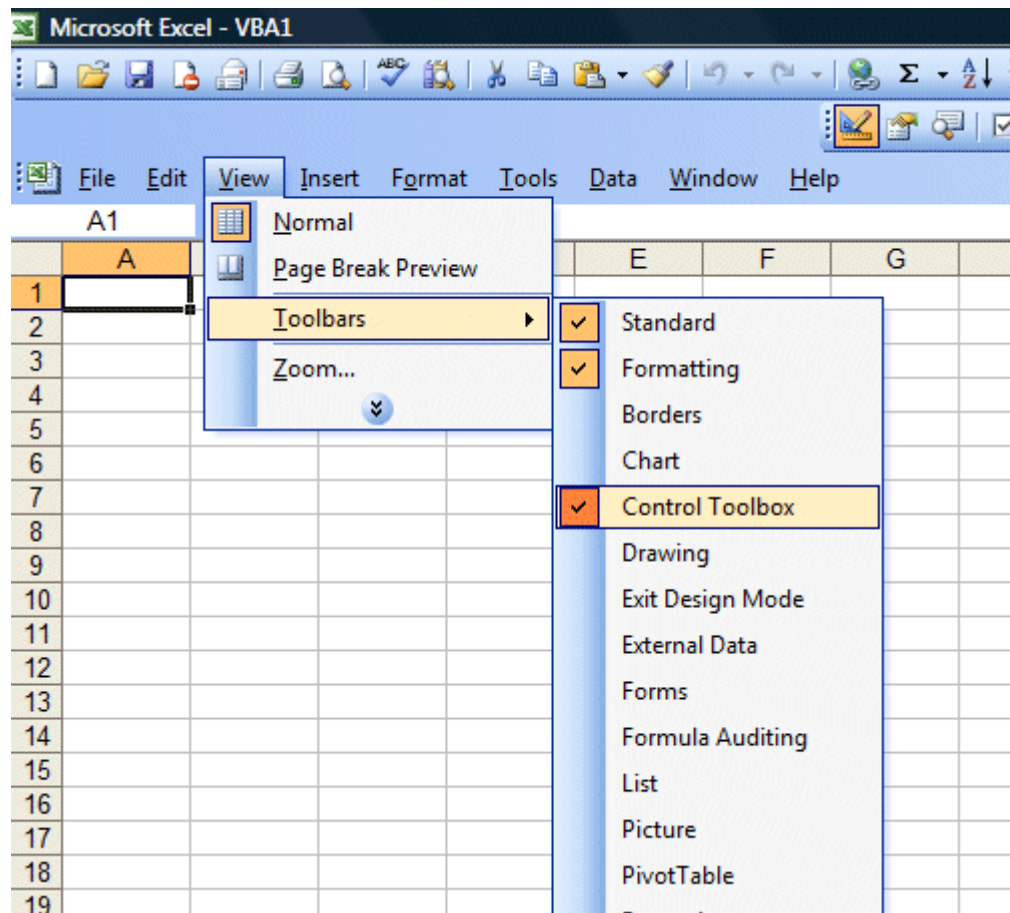 Microsoft Excel - VBA1
ABC Σ A Z
File Edit View Insert Format Tools Data Window Help
A1
Normal
Page Break Preview
Toolbars
Zoom...
A E F G
Standard
Formatting
Borders
Chart
Control Toolbox
Drawing
Exit Design Mode
External Data
Forms
Formula Auditing
List
Picture
PivotTable
1
2
3
4
5
6
7
8
9
10
11
12
13
14
15
16
17
18
19